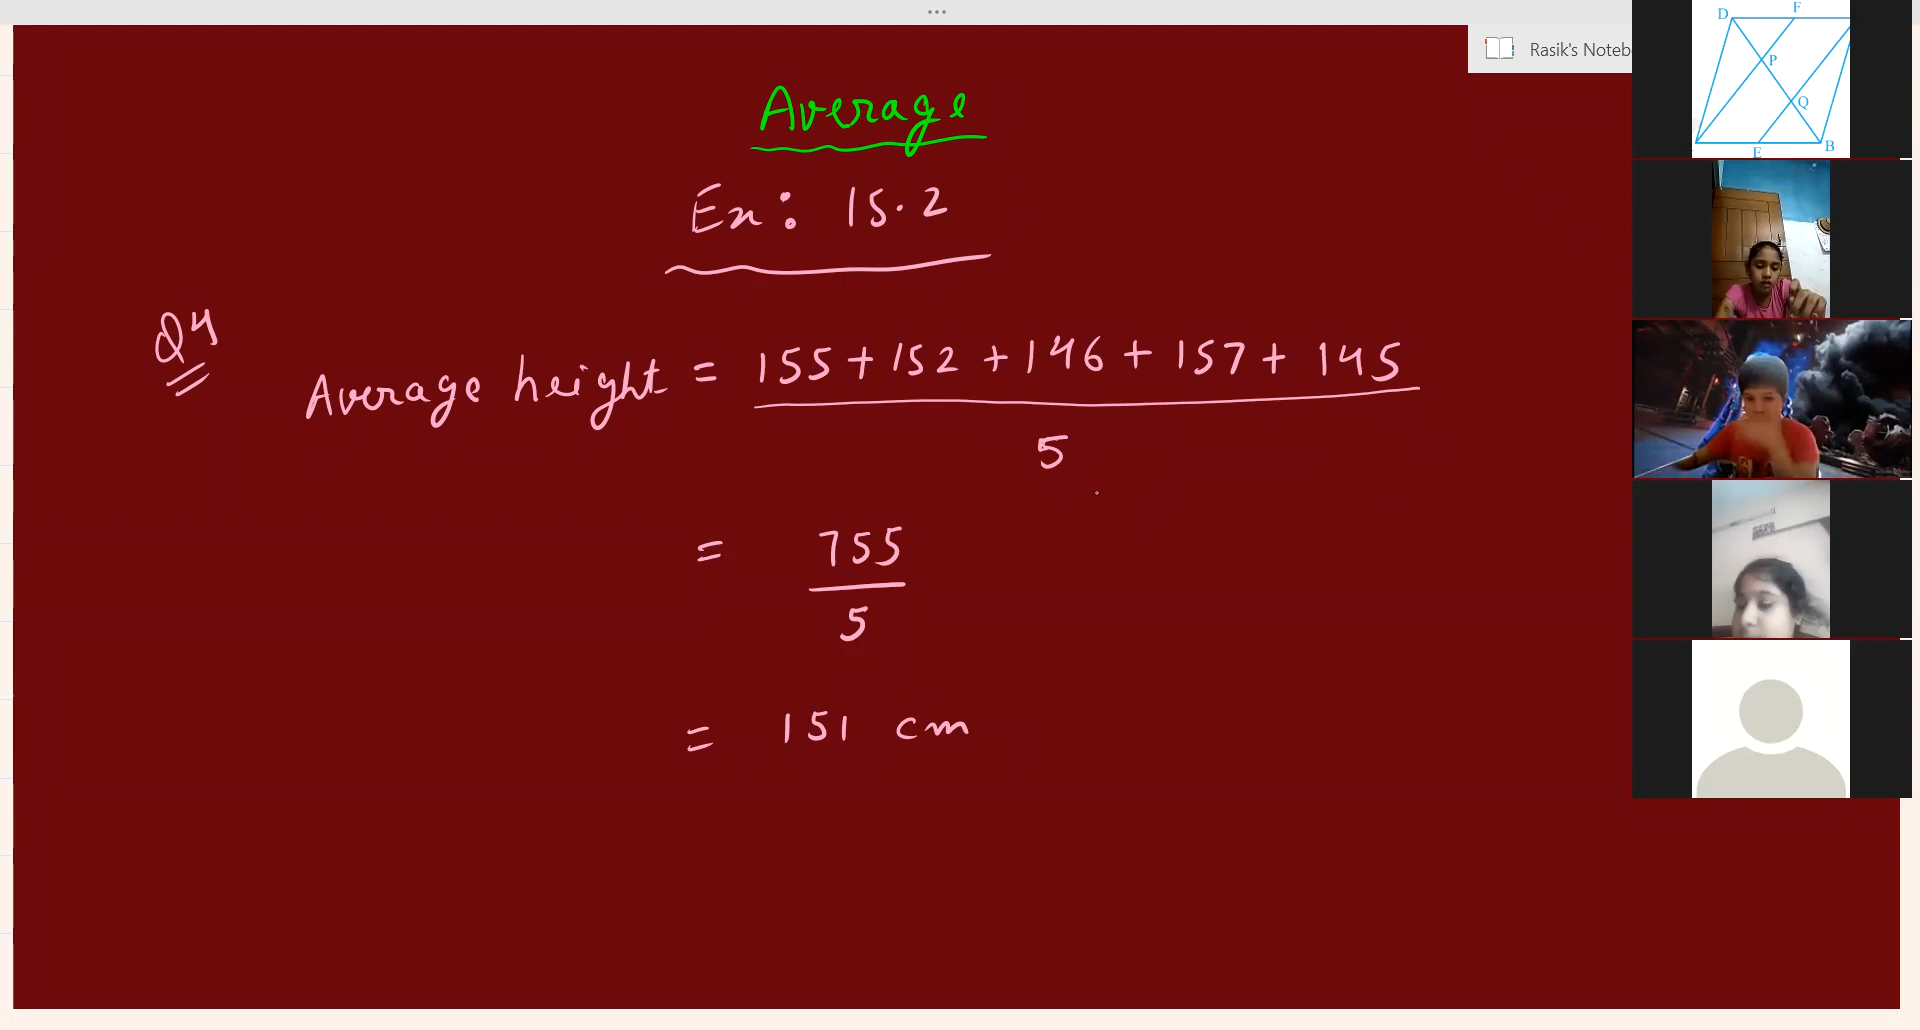 Rasik's Noteb
Average
Ex: 15.2
Q4
Average height = 155 + 152 + 146 + 157 + 145
5
= 755
5
= 151 cm
D F
P
Q
E B